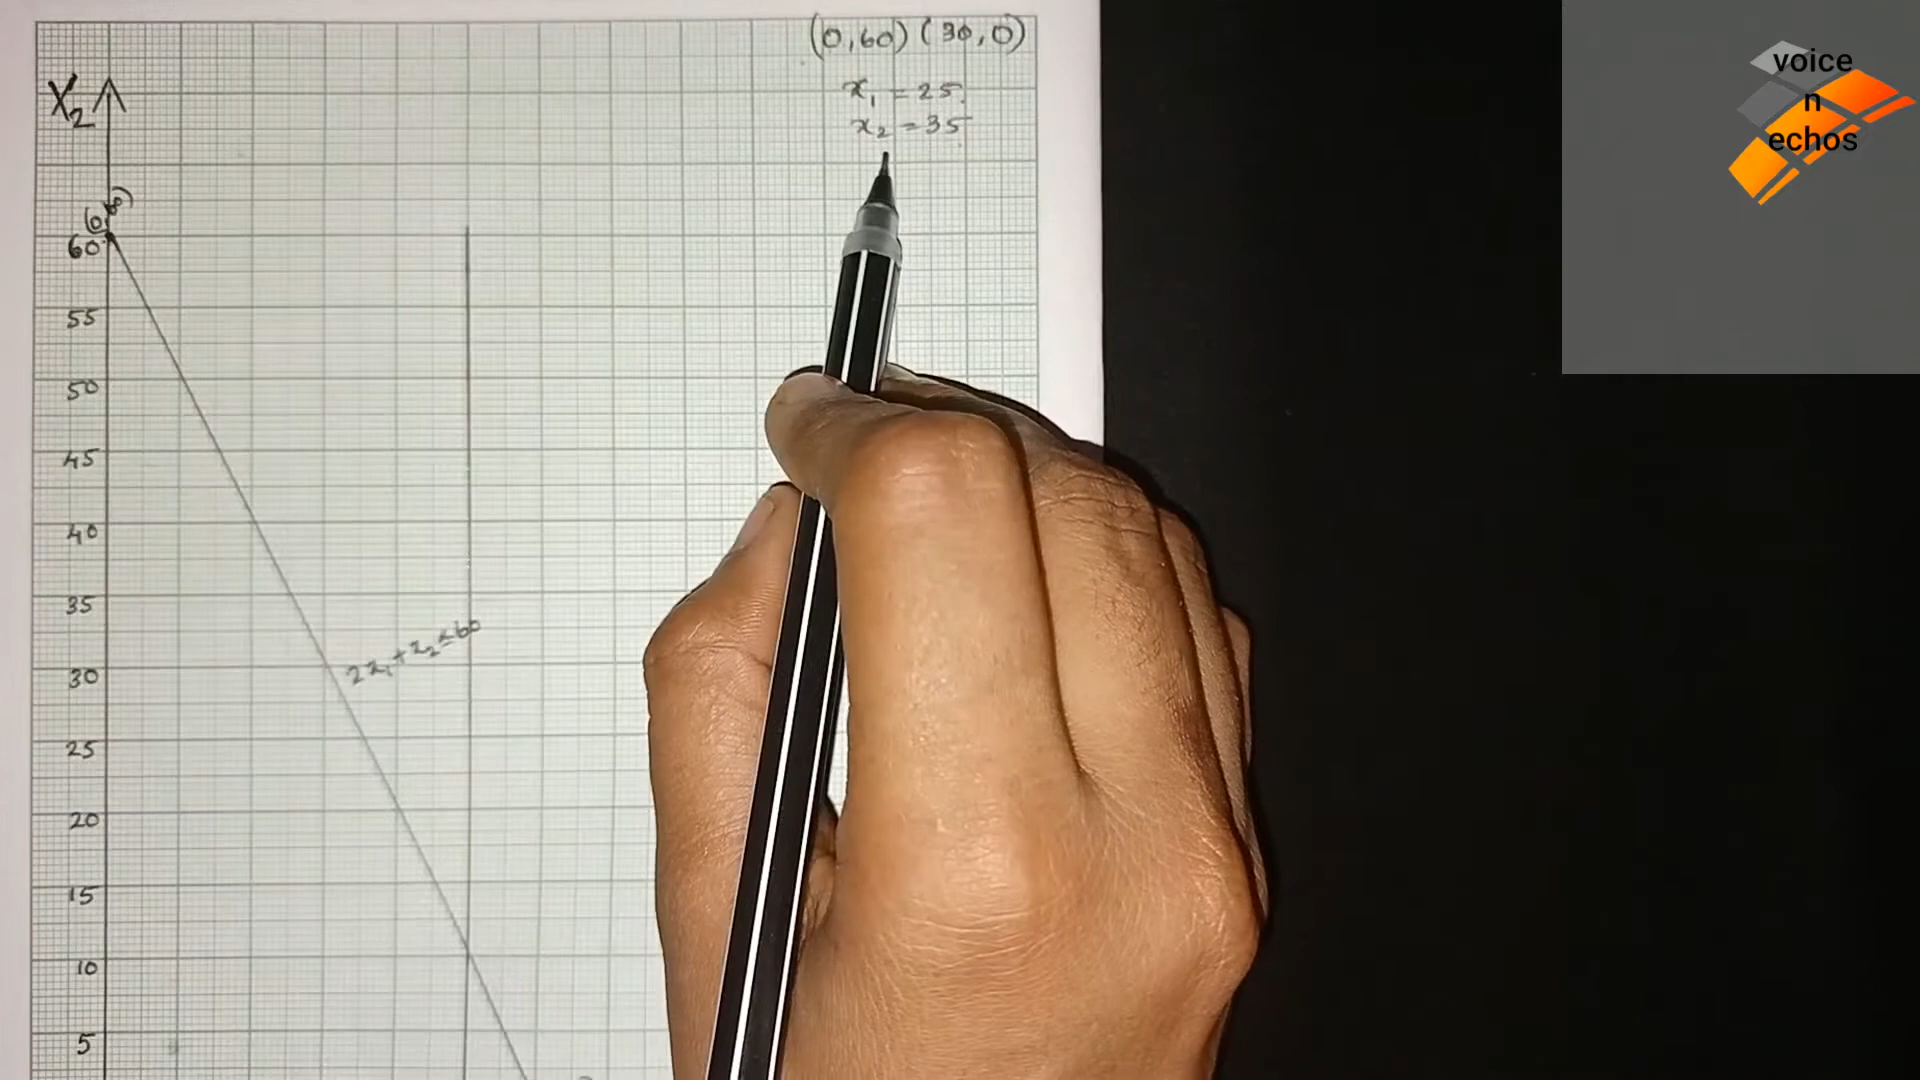 (0,60) (30,0)
x₁ = 25
x₂ = 35
X₂
(0,60)
60
55
50
45
40
35
30
25
20
15
10
5
2x₁+x₂≤60
voice
n
echos